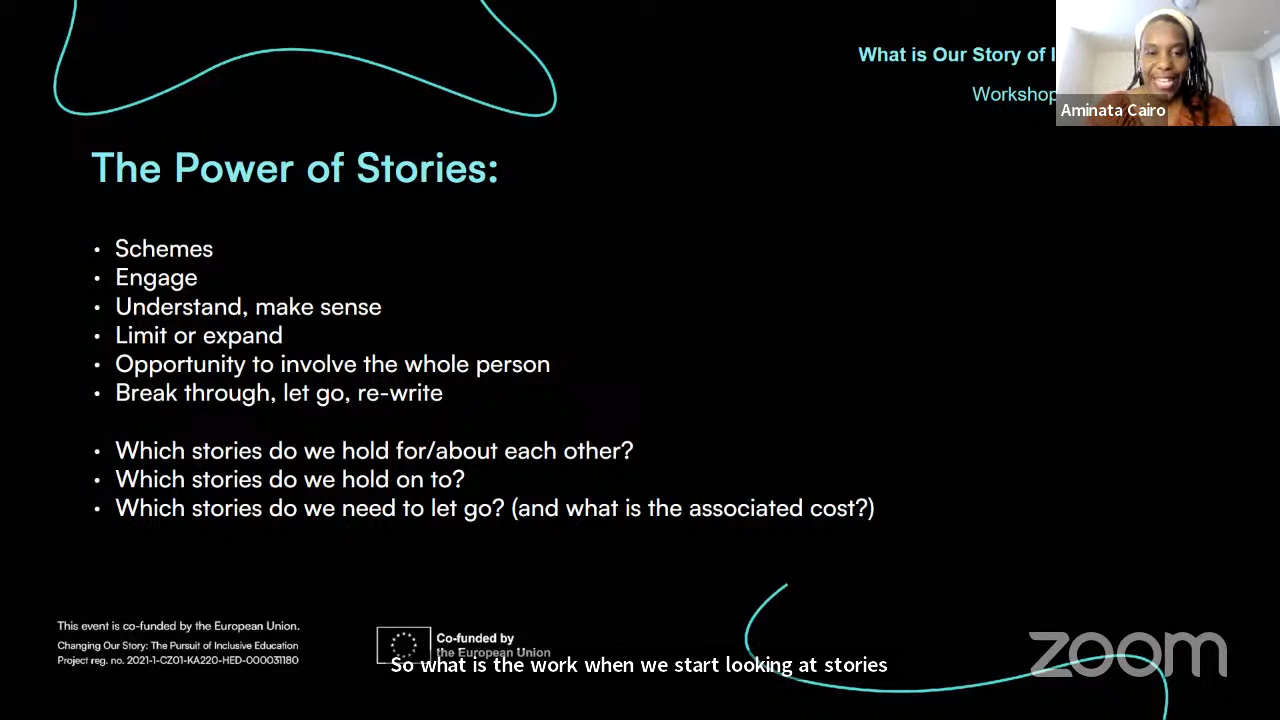 What is Our Story of
Workshop
Aminata Cairo
The Power of Stories:
• Schemes
• Engage
• Understand, make sense
• Limit or expand
• Opportunity to involve the whole person
• Break through, let go, re-write
• Which stories do we hold for/about each other?
• Which stories do we hold on to?
• Which stories do we need to let go? (and what is the associated cost?)
This event is co-funded by the European Union.
Changing Our Story: The Pursuit of Inclusive Education
Project reg. no. 2021-1-CZ01-KA220-HED-000031180
Co-funded by
the European Union
So what is the work when we start looking at stories
zoom